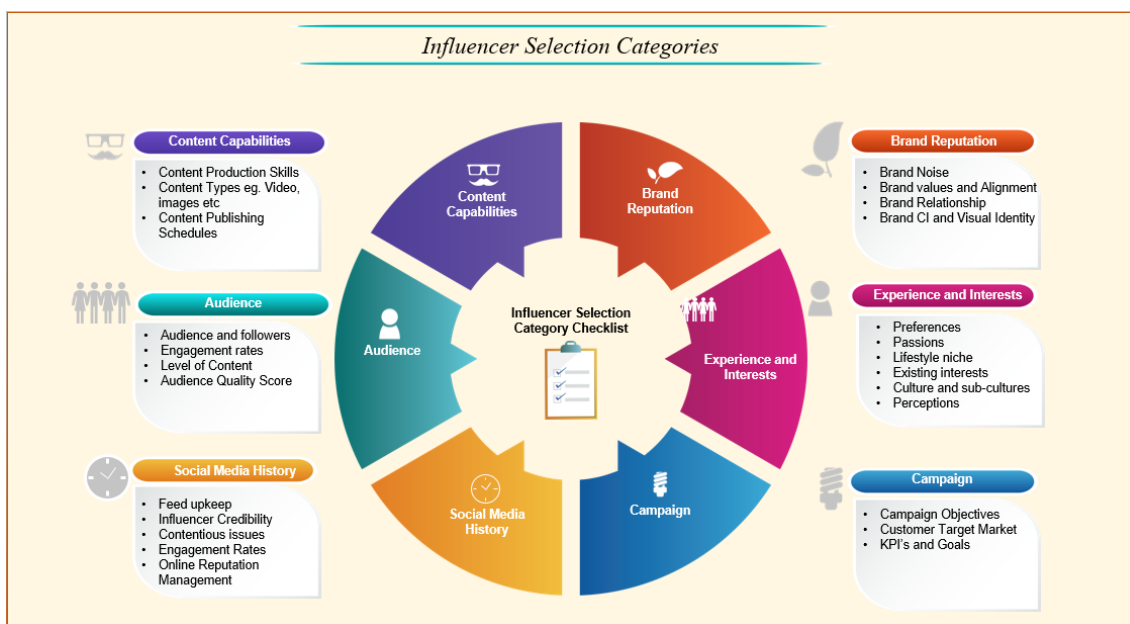 Influencer Selection Categories
Content Capabilities
• Content Production Skills
• Content Types eg. Video,
images etc
• Content Publishing
Schedules
Audience
• Audience and followers
• Engagement rates
• Level of Content
• Audience Quality Score
Social Media History
• Feed upkeep
• Influencer Credibility
• Contentious issues
• Engagement Rates
• Online Reputation
Management
Content
Capabilities
Brand
Reputation
Audience
Influencer Selection
Category Checklist
Experience and
Interests
Social Media
History
Campaign
Brand Reputation
• Brand Noise
• Brand values and Alignment
• Brand Relationship
• Brand CI and Visual Identity
Experience and Interests
• Preferences
• Passions
• Lifestyle niche
• Existing interests
• Culture and sub-cultures
• Perceptions
Campaign
• Campaign Objectives
• Customer Target Market
• KPI's and Goals